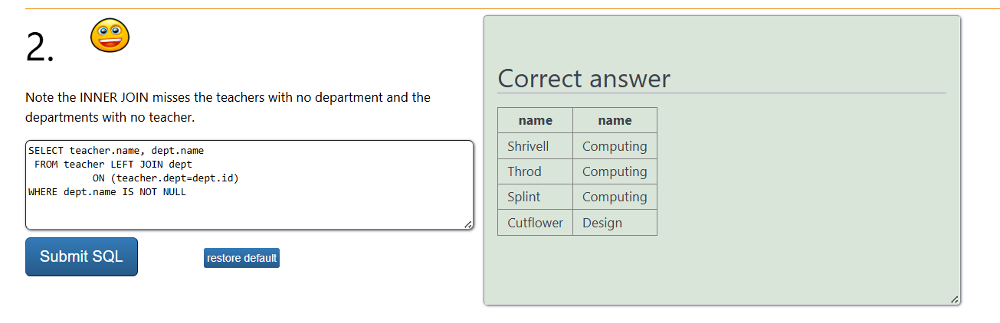 2.
Note the INNER JOIN misses the teachers with no department and the
departments with no teacher.
SELECT teacher.name, dept.name
FROM teacher LEFT JOIN dept
ON (teacher.dept=dept.id)
WHERE dept.name IS NOT NULL
Submit SQL
restore default
Correct answer
name name
Shrivell Computing
Throd Computing
Splint Computing
Cutflower Design